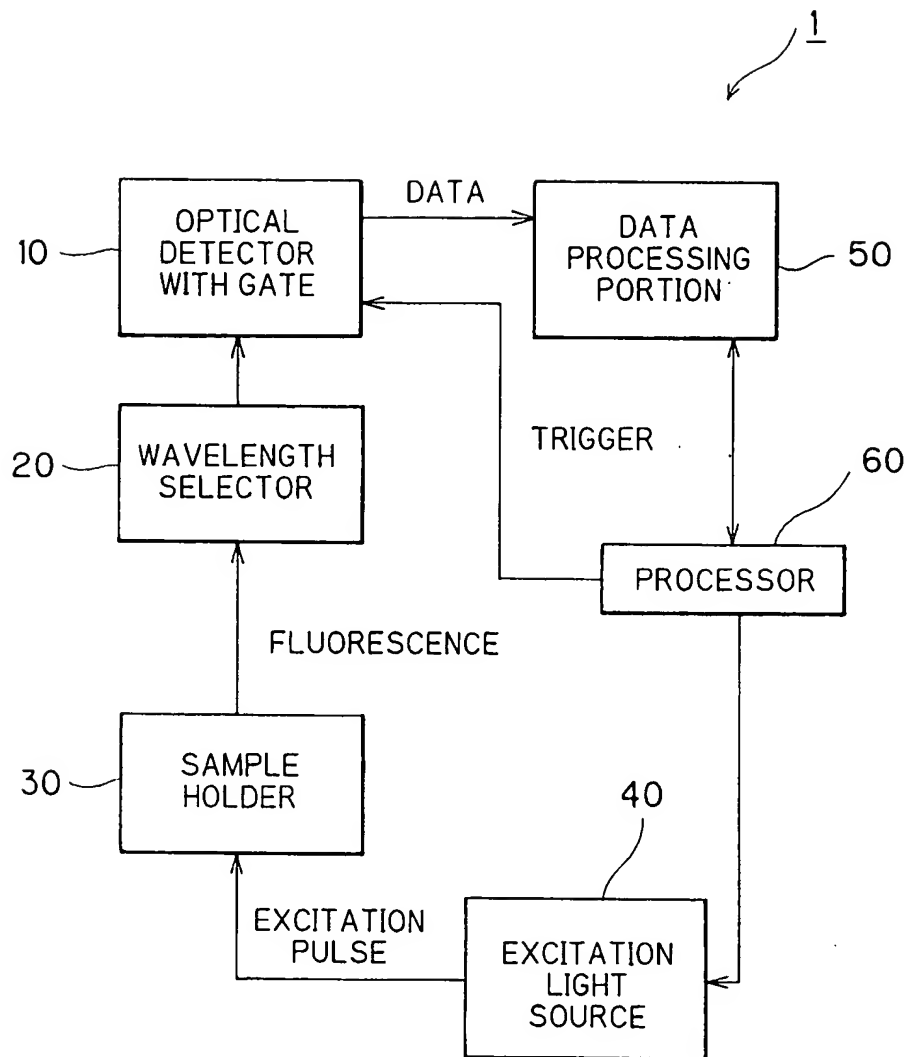 1
DATA
OPTICAL
DETECTOR
WITH GATE
10
DATA
PROCESSING
PORTION
50
WAVELENGTH
SELECTOR
20
TRIGGER
60
PROCESSOR
FLUORESCENCE
SAMPLE
HOLDER
30
40
EXCITATION
PULSE
EXCITATION
LIGHT
SOURCE